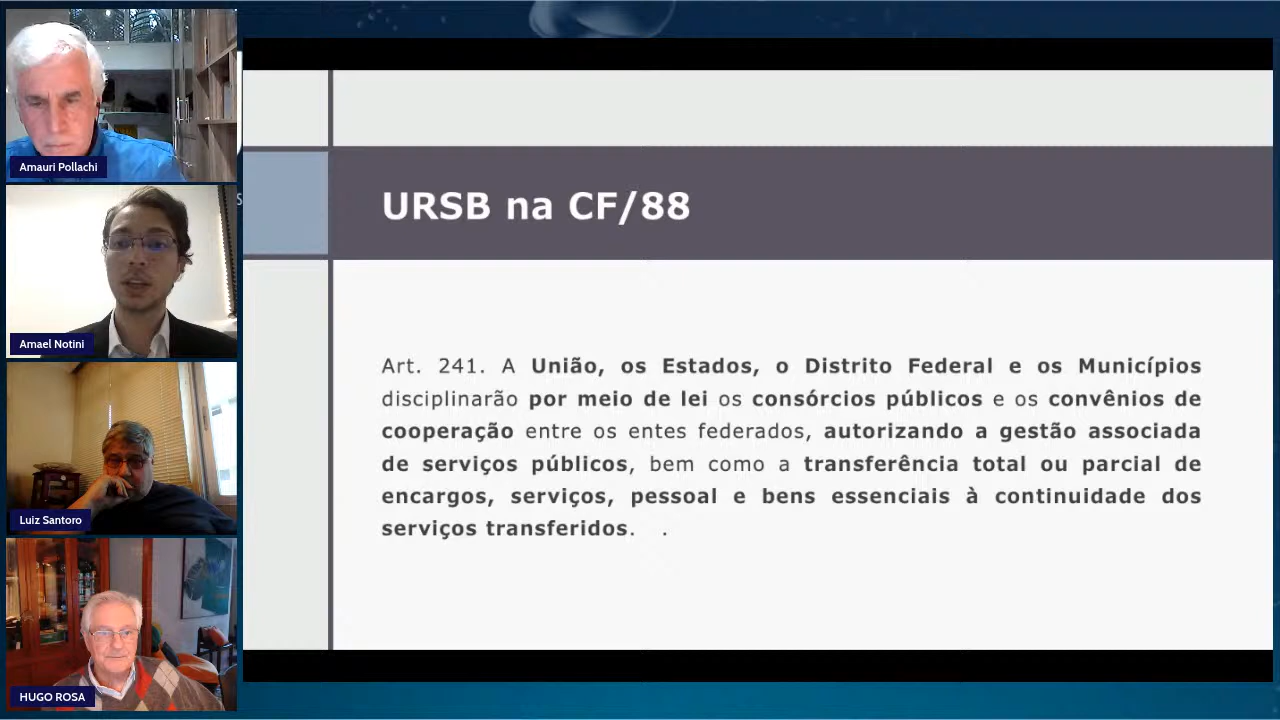 Amauri Pollachi
Amael Notini
Luiz Santoro
HUGO ROSA
S
URSB na CF/88
Art. 241. A União, os Estados, o Distrito Federal e os Municípios
disciplinarão por meio de lei os consórcios públicos e os convênios de
cooperação entre os entes federados, autorizando a gestão associada
de serviços públicos, bem como a transferência total ou parcial de
encargos, serviços, pessoal e bens essenciais à continuidade dos
serviços transferidos. .